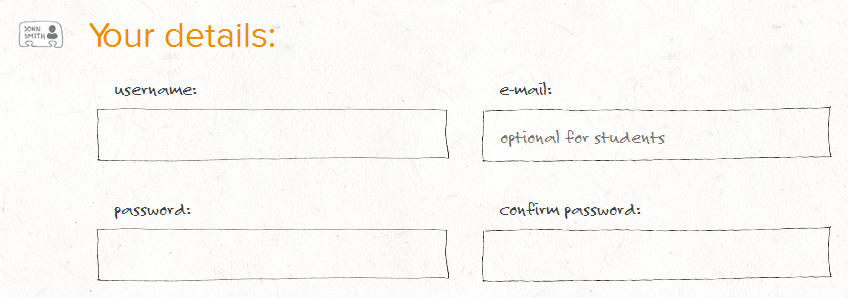 JOHN
SMITH
Your details:
username:
e-mail:
optional for students
password:
confirm password: